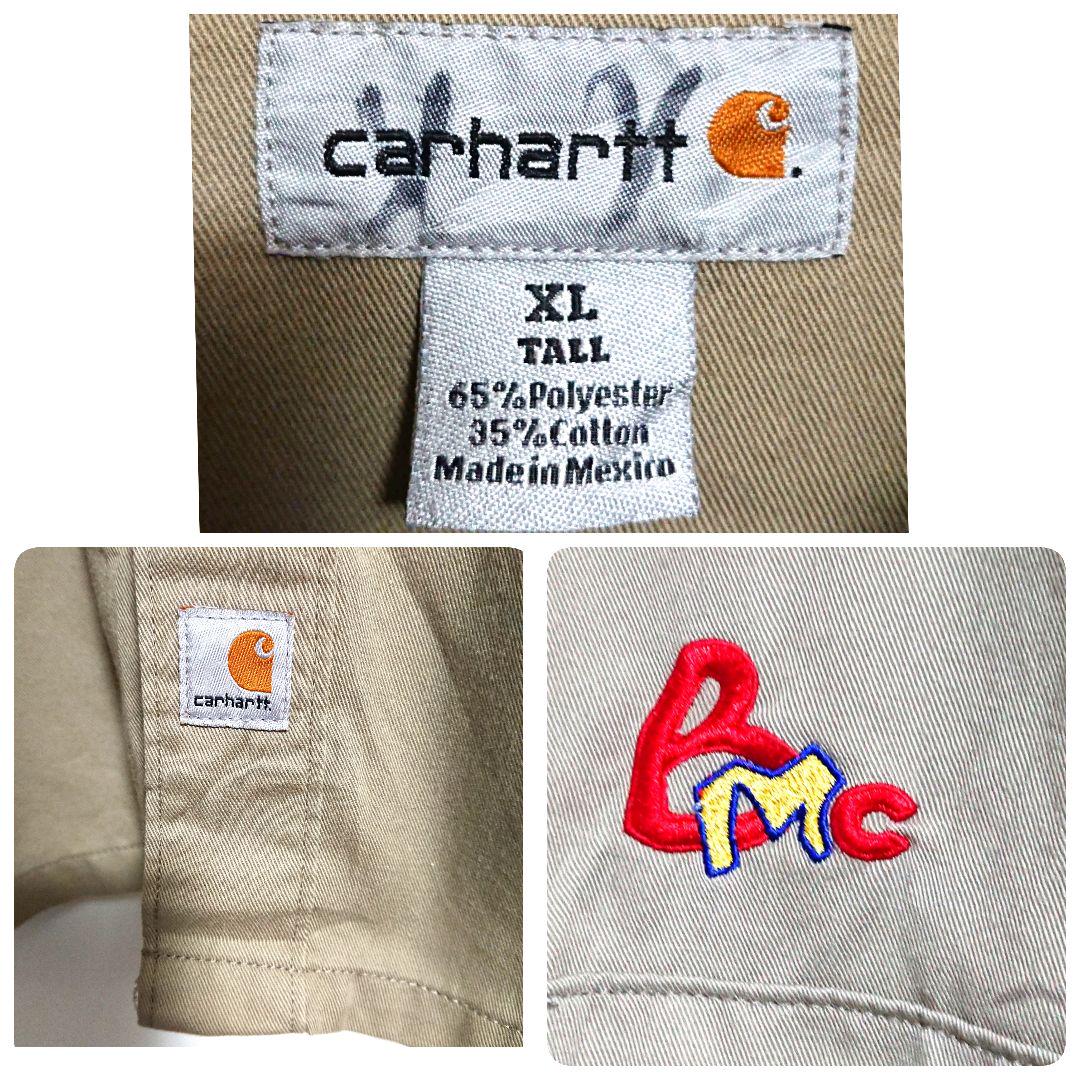 carhartt
XL
TALL
65%Polyester
35%Cotton
Made in Mexico
carhartt
BMc